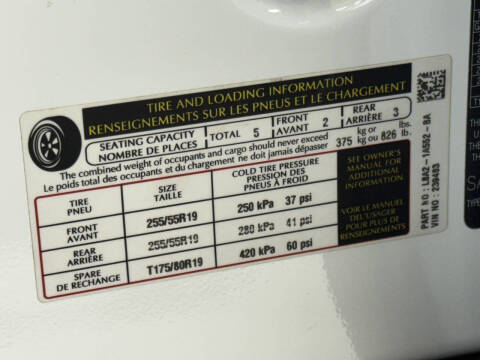 TIRE AND LOADING INFORMATION
RENSEIGNEMENTS SUR LES PNEUS ET LE CHARGEMENT
SEATING CAPACITY
NOMBRE DE PLACES
TOTAL 5
FRONT
AVANT 2
REAR
ARRIÈRE 3
The combined weight of occupants and cargo should never exceed
Le poids total des occupants et du chargement ne doit jamais dépasser
375 kg or
kg ou 826 lbs.
lb.
TIRE
PNEU
SIZE
TAILLE
COLD TIRE PRESSURE
PRESSION DES
PNEUS À FROID
FRONT
AVANT
255/55R19
250 kPa 37 psi
REAR
ARRIÈRE
255/55R19
280 kPa 41 psi
SPARE
DE RECHANGE
T175/80R19
420 kPa 60 psi
SEE OWNER'S
MANUAL FOR
ADDITIONAL
INFORMATION
VOIR LE MANUEL
DE L'USAGER
POUR PLUS DE
RENSEIGNEMENTS
VIN NO: 239483